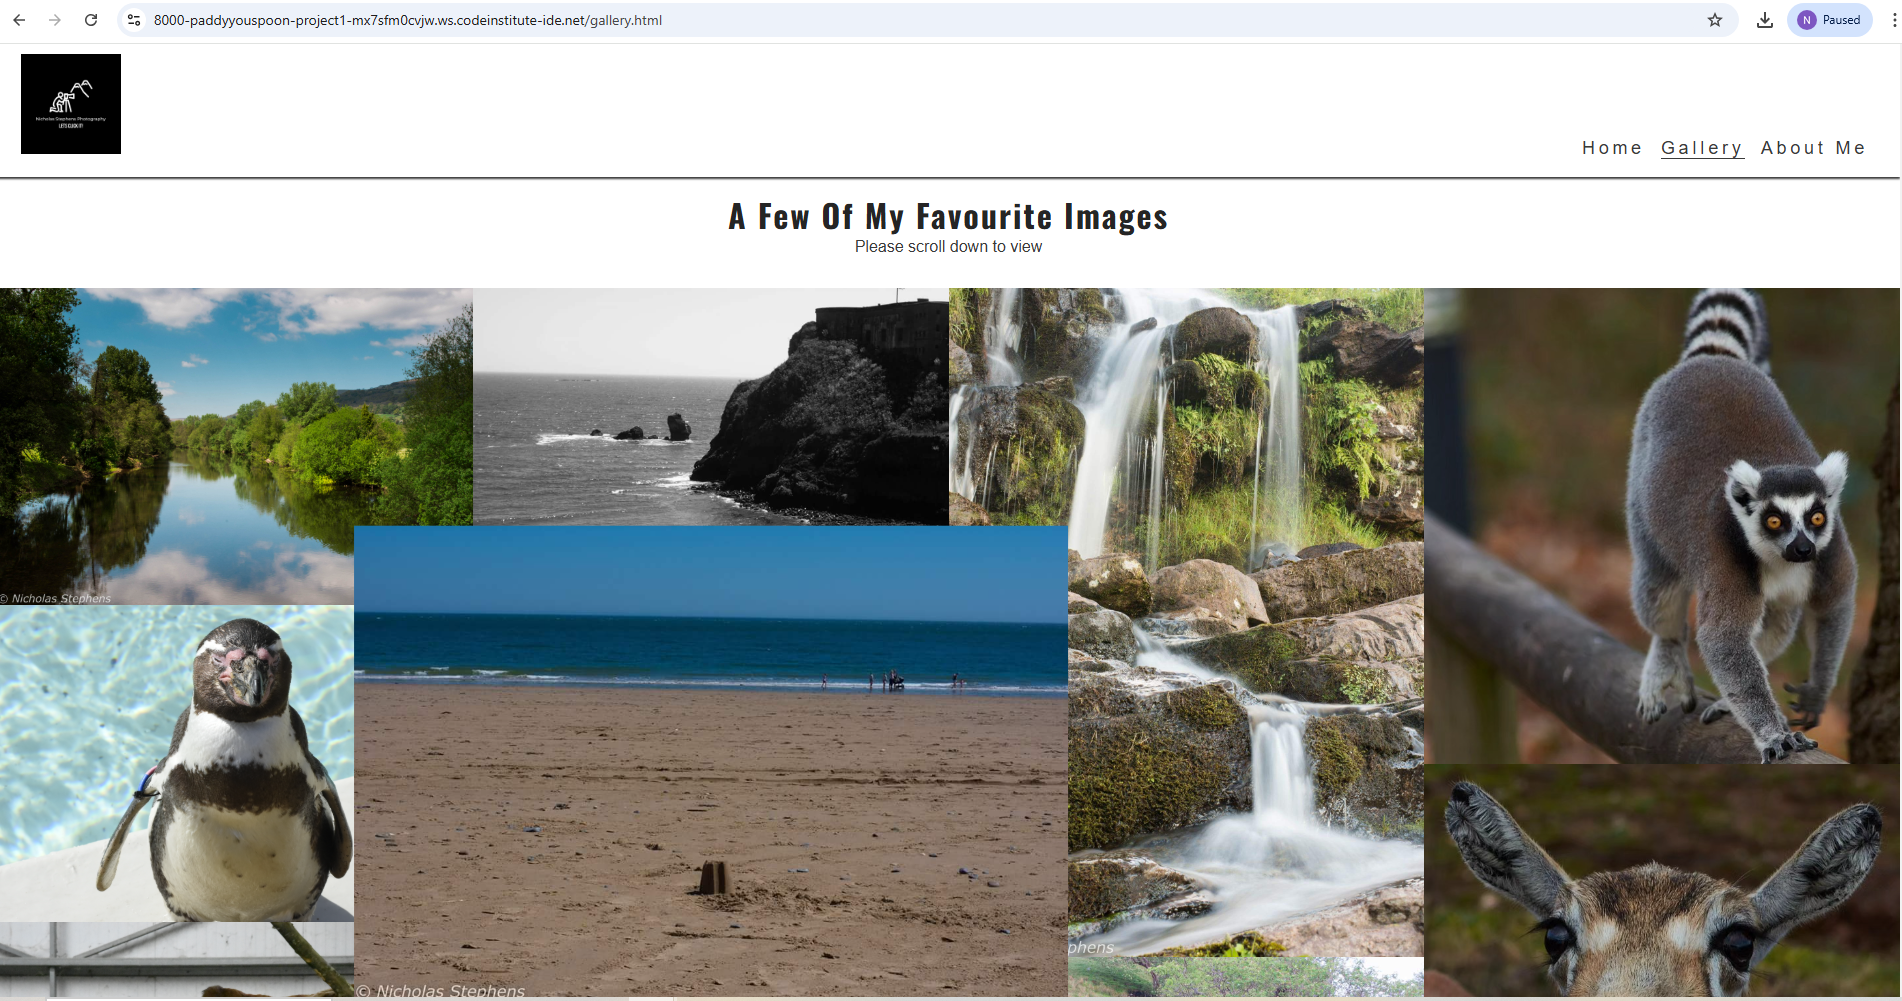 8000-paddyyouspoon-project1-mx7sfm0cvjw.ws.codeinstitute-ide.net/gallery.html
N Paused
Nicholas Stephens Photography
LETS CLICK IT!
Home Gallery About Me
A Few Of My Favourite Images
Please scroll down to view
© Nicholas Stephens
phens
© Nicholas Stephens